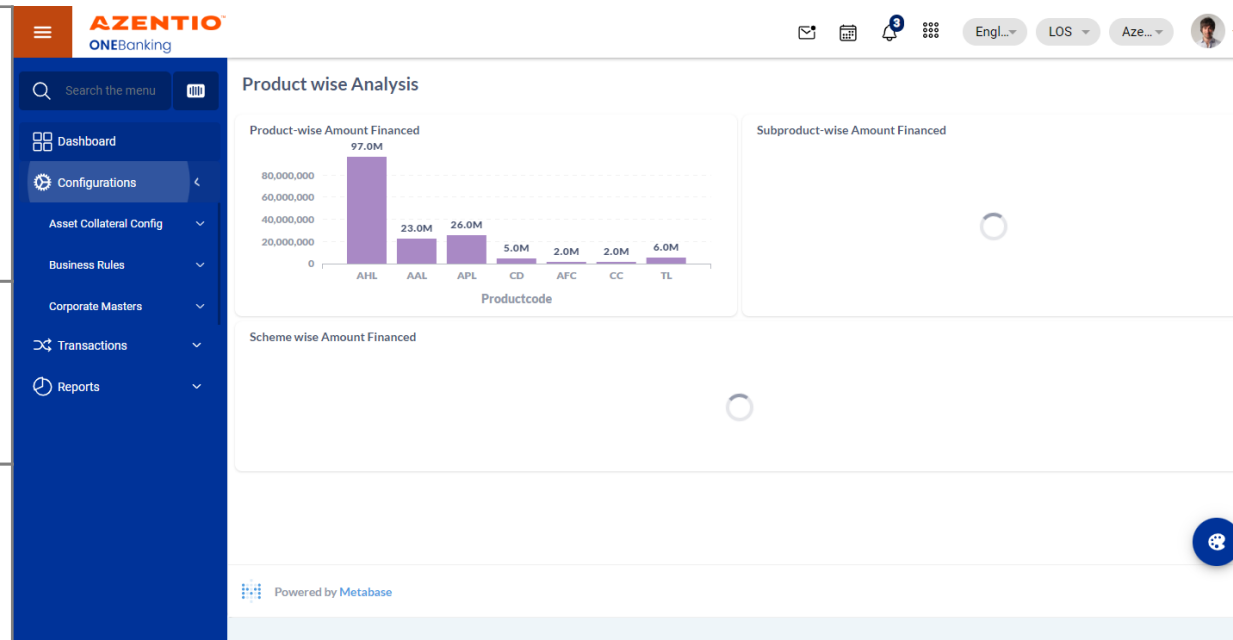 AZENTIO
ONEBanking
3
Engl...
LOS
Aze...
Search the menu
Dashboard
Configurations
Asset Collateral Config
Business Rules
Corporate Masters
Transactions
Reports
Product wise Analysis
Product-wise Amount Financed
97.0M
80,000,000
60,000,000
40,000,000
20,000,000
0
23.0M
26.0M
5.0M
2.0M
2.0M
6.0M
AHL AAL APL CD AFC CC TL
Productcode
Subproduct-wise Amount Financed
Scheme wise Amount Financed
Powered by Metabase